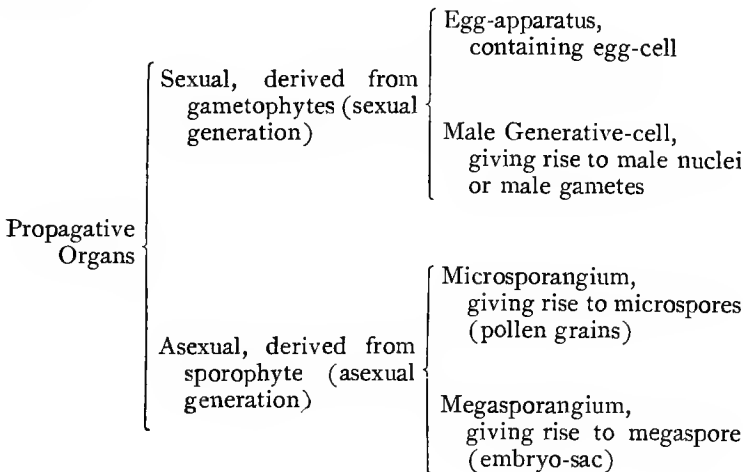 Propagative
Organs
Sexual, derived from
gametophytes (sexual
generation)
Egg-apparatus,
containing egg-cell
Male Generative-cell,
giving rise to male nuclei
or male gametes
Asexual, derived from
sporophyte (asexual
generation)
Microsporangium,
giving rise to microspores
(pollen grains)
Megasporangium,
giving rise to megaspore
(embryo-sac)